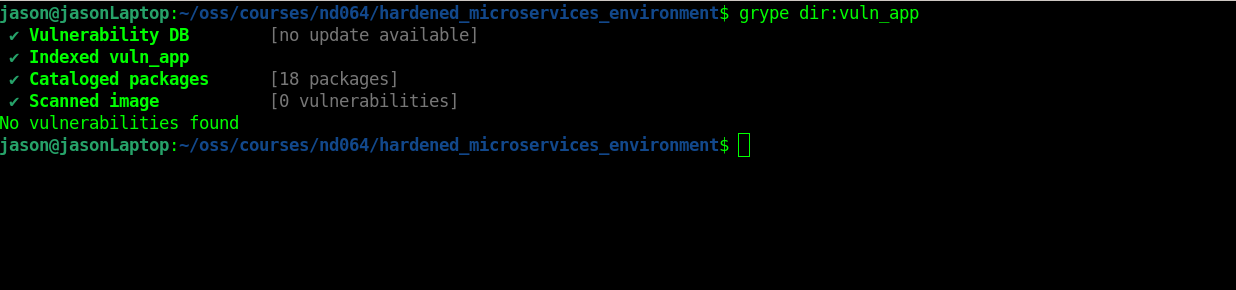 jason@jasonLaptop:~/oss/courses/nd064/hardened_microservices_environment$ grype dir:vuln_app
✔ Vulnerability DB        [no update available]
✔ Indexed vuln_app
✔ Cataloged packages      [18 packages]
✔ Scanned image           [0 vulnerabilities]
No vulnerabilities found
jason@jasonLaptop:~/oss/courses/nd064/hardened_microservices_environment$